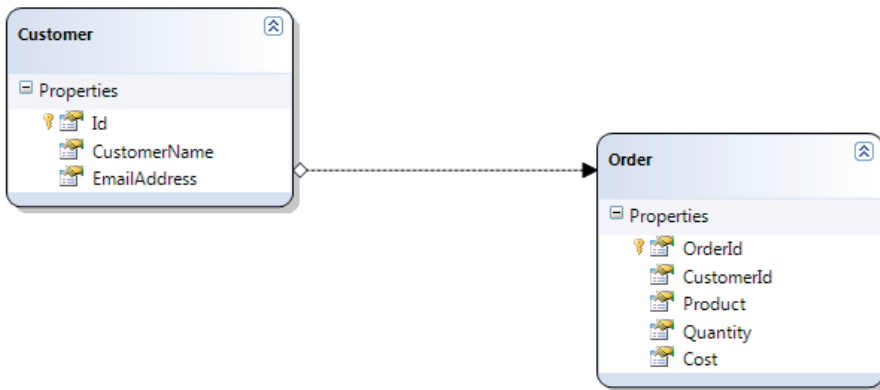 Customer
Properties
Id
CustomerName
EmailAddress
Order
Properties
OrderId
CustomerId
Product
Quantity
Cost